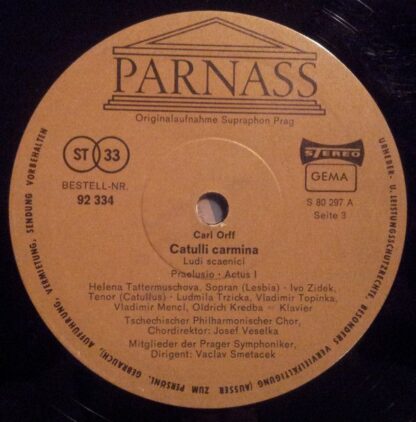 PARNASS
Originalaufnahme Supraphon Prag
ST 33
BESTELL-NR.
92 334
STEREO
GEMA
S 80 297 A
Seite 3
Carl Orff
Catulli carmina
Ludi scaenici
Praelusio · Actus I
Helena Tattermuschova, Sopran (Lesbia) · Ivo Zidek,
Tenor (Catullus) · Ludmila Trzicka, Vladimir Topinka,
Vladimir Mencl, Oldrich Kredba – Klavier
Tschechischer Philharmonischer Chor,
Chordirektor: Josef Veselka
Mitglieder der Prager Symphoniker,
Dirigent: Vaclav Smetacek
URHEBER- U. LEISTUNGSSCHUTZRECHTE, BESONDERS VERVIELFÄLTIGUNG (AUSSER ZUM PERSÖNL. GEBRAUCH), AUFFÜHRUNG, VERMIETUNG, SENDUNG VORBEHALTEN